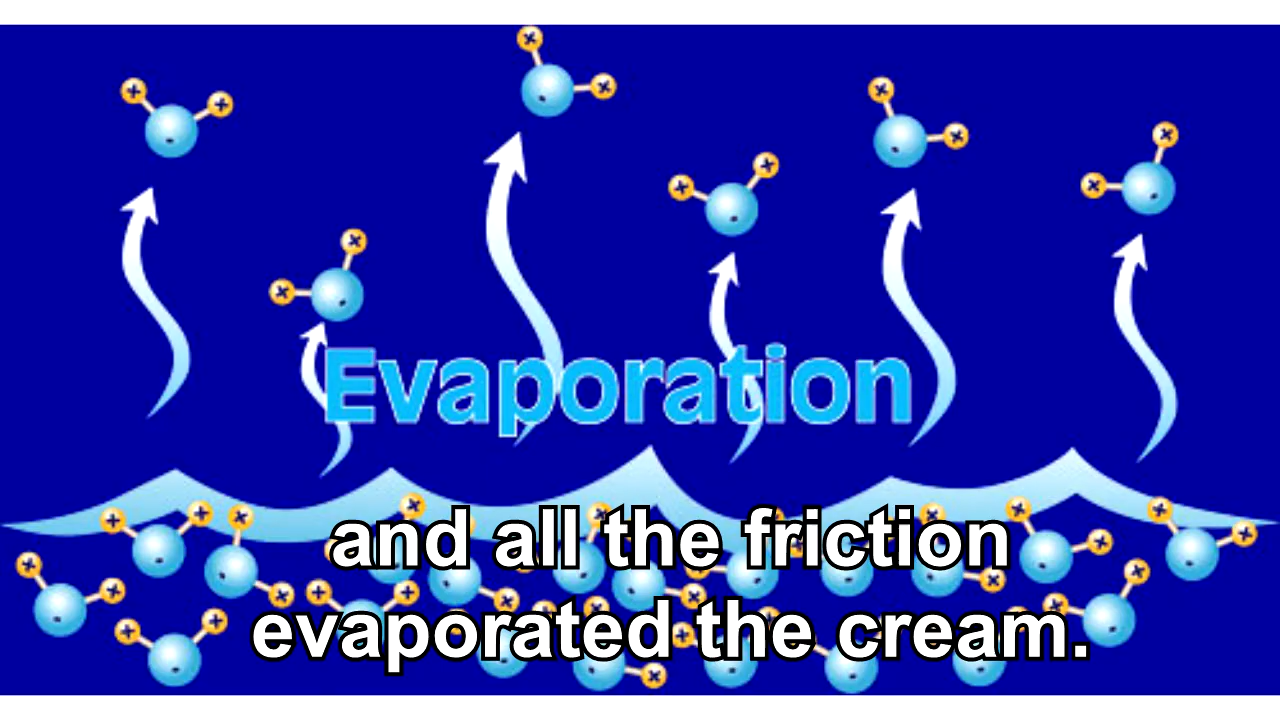 Evaporation
and all the friction
evaporated the cream.